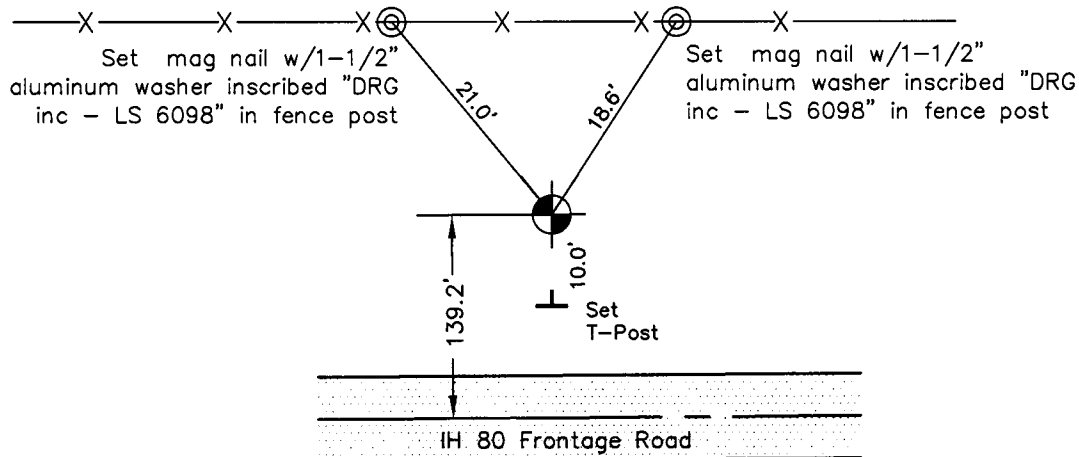 Set mag nail w/1-1/2"
aluminum washer inscribed "DRG
inc - LS 6098" in fence post
Set mag nail w/1-1/2"
aluminum washer inscribed "DRG
inc - LS 6098" in fence post
21.0'
18.6'
139.2'
10.0'
Set
T-Post
IH 80 Frontage Road